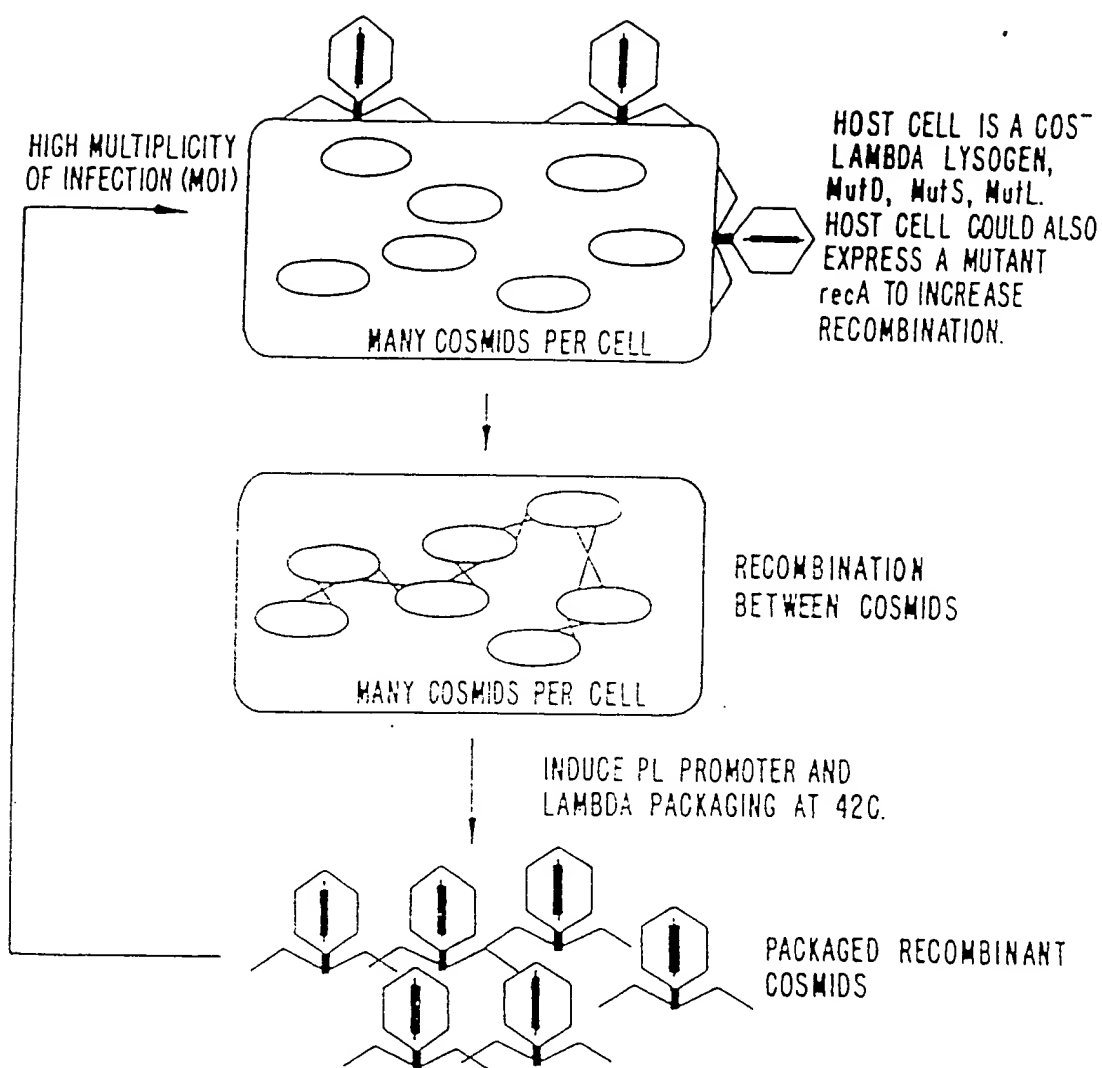 HIGH MULTIPLICITY
OF INFECTION (MOI)
HOST CELL IS A COS⁻
LAMBDA LYSOGEN,
MutD, MutS, MutL.
HOST CELL COULD ALSO
EXPRESS A MUTANT
recA TO INCREASE
RECOMBINATION.
MANY COSMIDS PER CELL
RECOMBINATION
BETWEEN COSMIDS
MANY COSMIDS PER CELL
INDUCE PL PROMOTER AND
LAMBDA PACKAGING AT 42C.
PACKAGED RECOMBINANT
COSMIDS